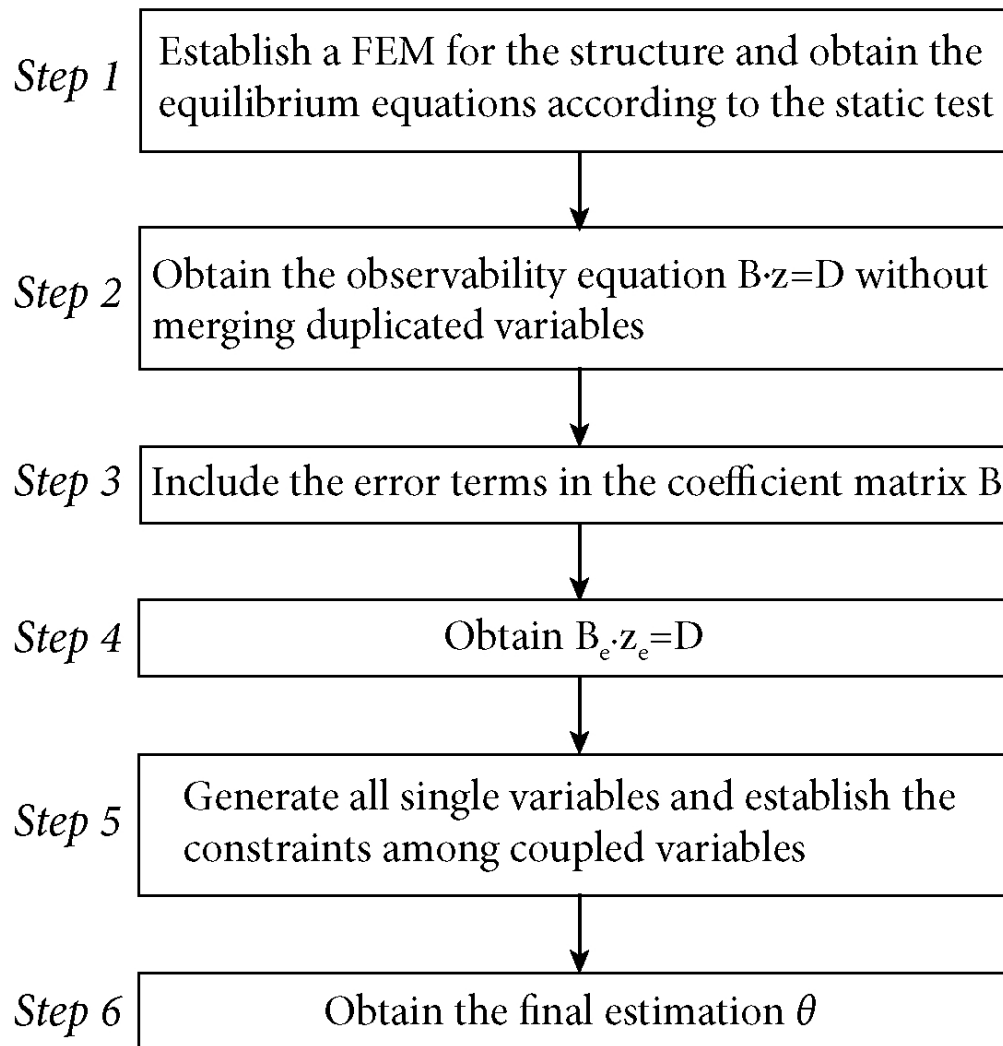 Step 1
Establish a FEM for the structure and obtain the
equilibrium equations according to the static test
Step 2
Obtain the observability equation B·z=D without
merging duplicated variables
Step 3
Include the error terms in the coefficient matrix B
Step 4
Obtain Bₑ·zₑ=D
Step 5
Generate all single variables and establish the
constraints among coupled variables
Step 6
Obtain the final estimation θ